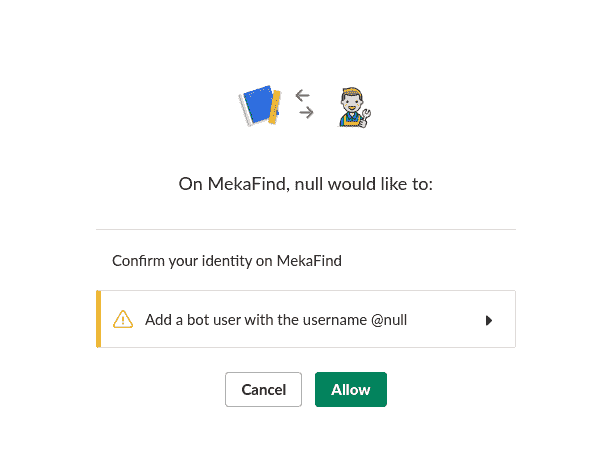 On MekaFind, null would like to:
Confirm your identity on MekaFind
Add a bot user with the username @null
Cancel Allow